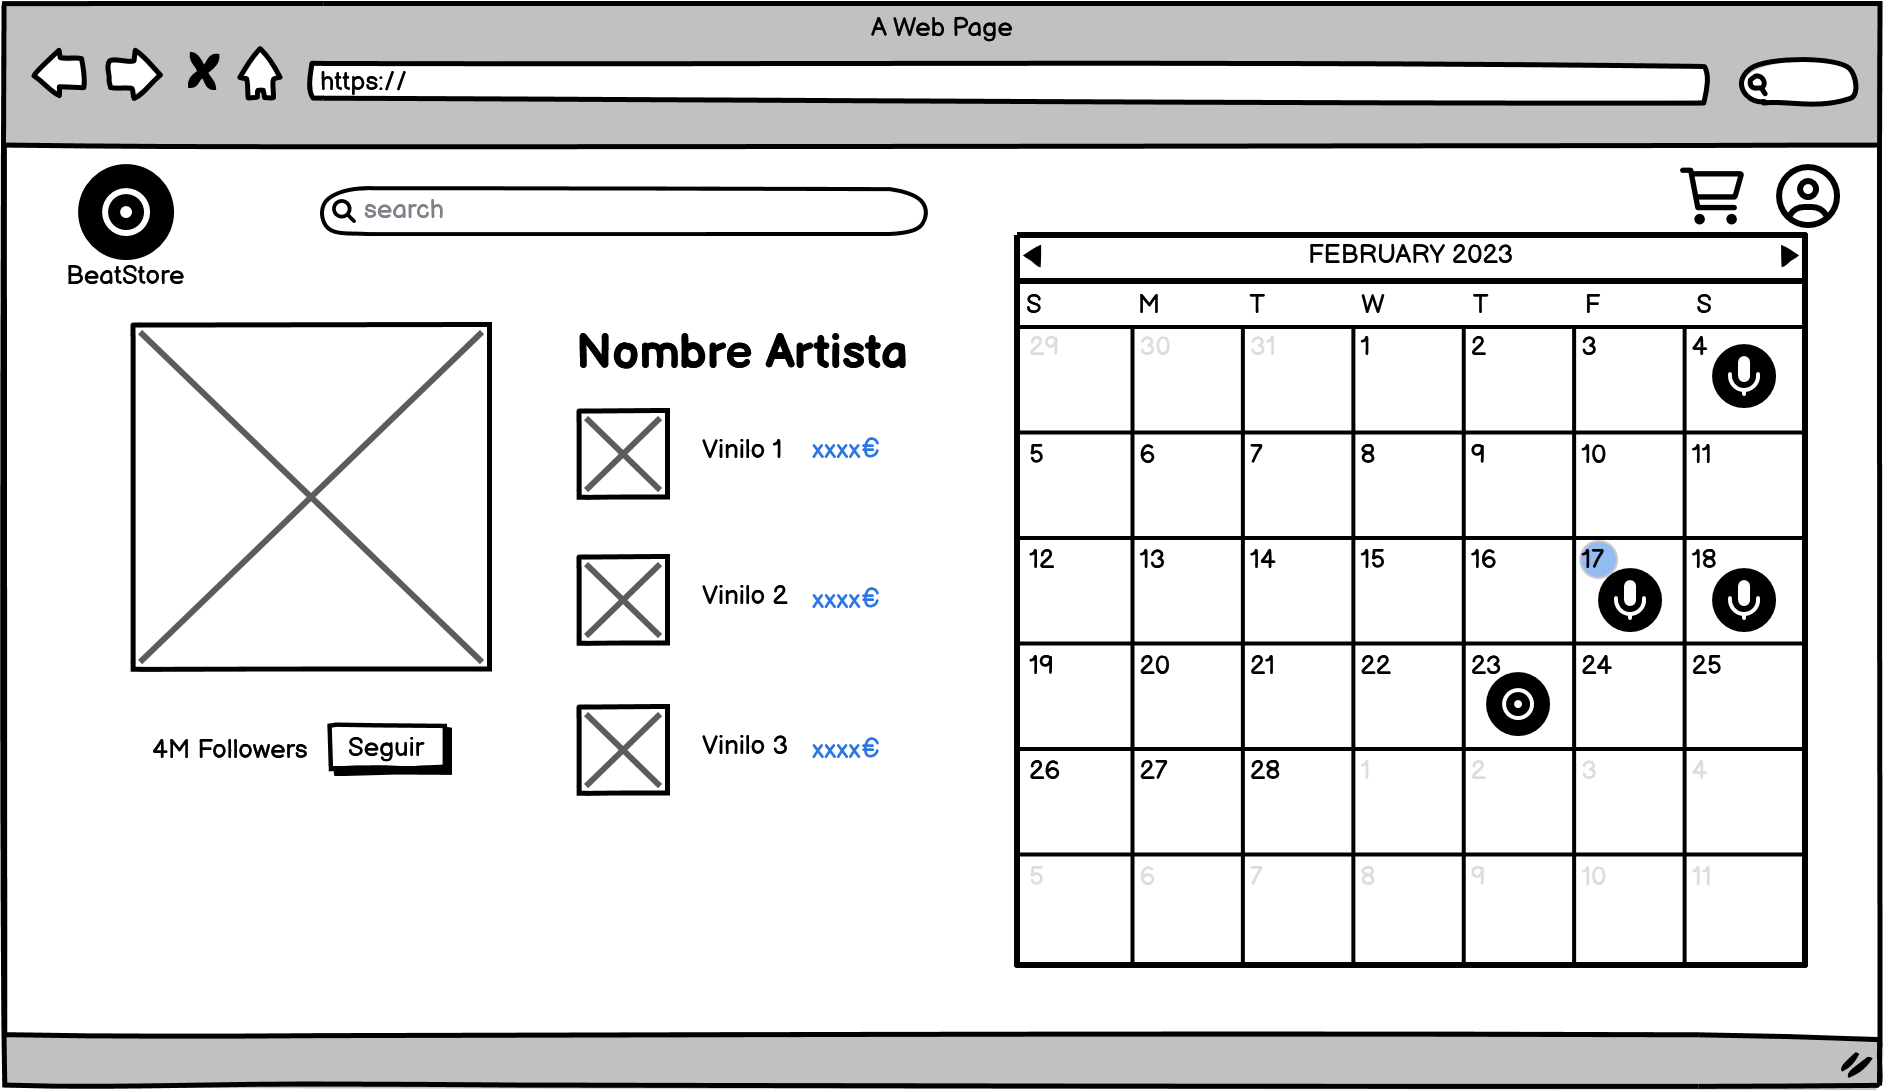 A Web Page
https://
search
BeatStore
Nombre Artista
Vinilo 1 xxxx€
Vinilo 2 xxxx€
Vinilo 3 xxxx€
4M Followers Seguir
FEBRUARY 2023
S M T W T F S
29 30 31 1 2 3 4
5 6 7 8 9 10 11
12 13 14 15 16 17 18
19 20 21 22 23 24 25
26 27 28 1 2 3 4
5 6 7 8 9 10 11